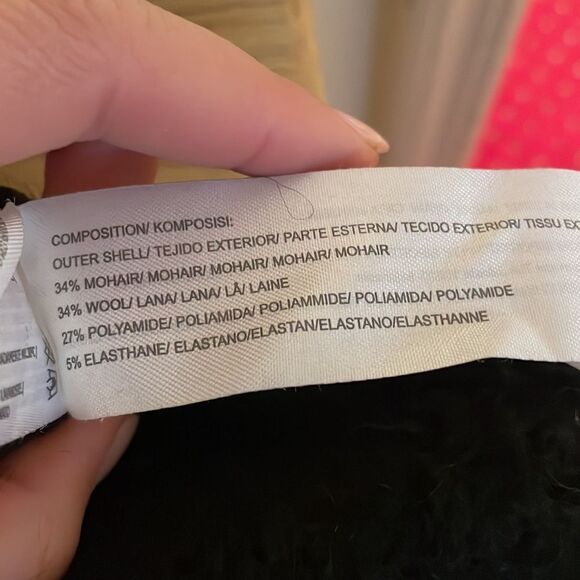 COMPOSITION/ KOMPOSISI:
OUTER SHELL/ TEJIDO EXTERIOR/ PARTE ESTERNA/ TECIDO EXTERIOR/ TISSU EX
34% MOHAIR/ MOHAIR/ MOHAIR/ MOHAIR/ MOHAIR
34% WOOL/ LANA/ LANA/ LÃ/ LAINE
27% POLYAMIDE/ POLIAMIDA/ POLIAMMIDE/ POLIAMIDA/ POLYAMIDE
5% ELASTHANE/ ELASTANO/ELASTAN/ELASTANO/ELASTHANNE